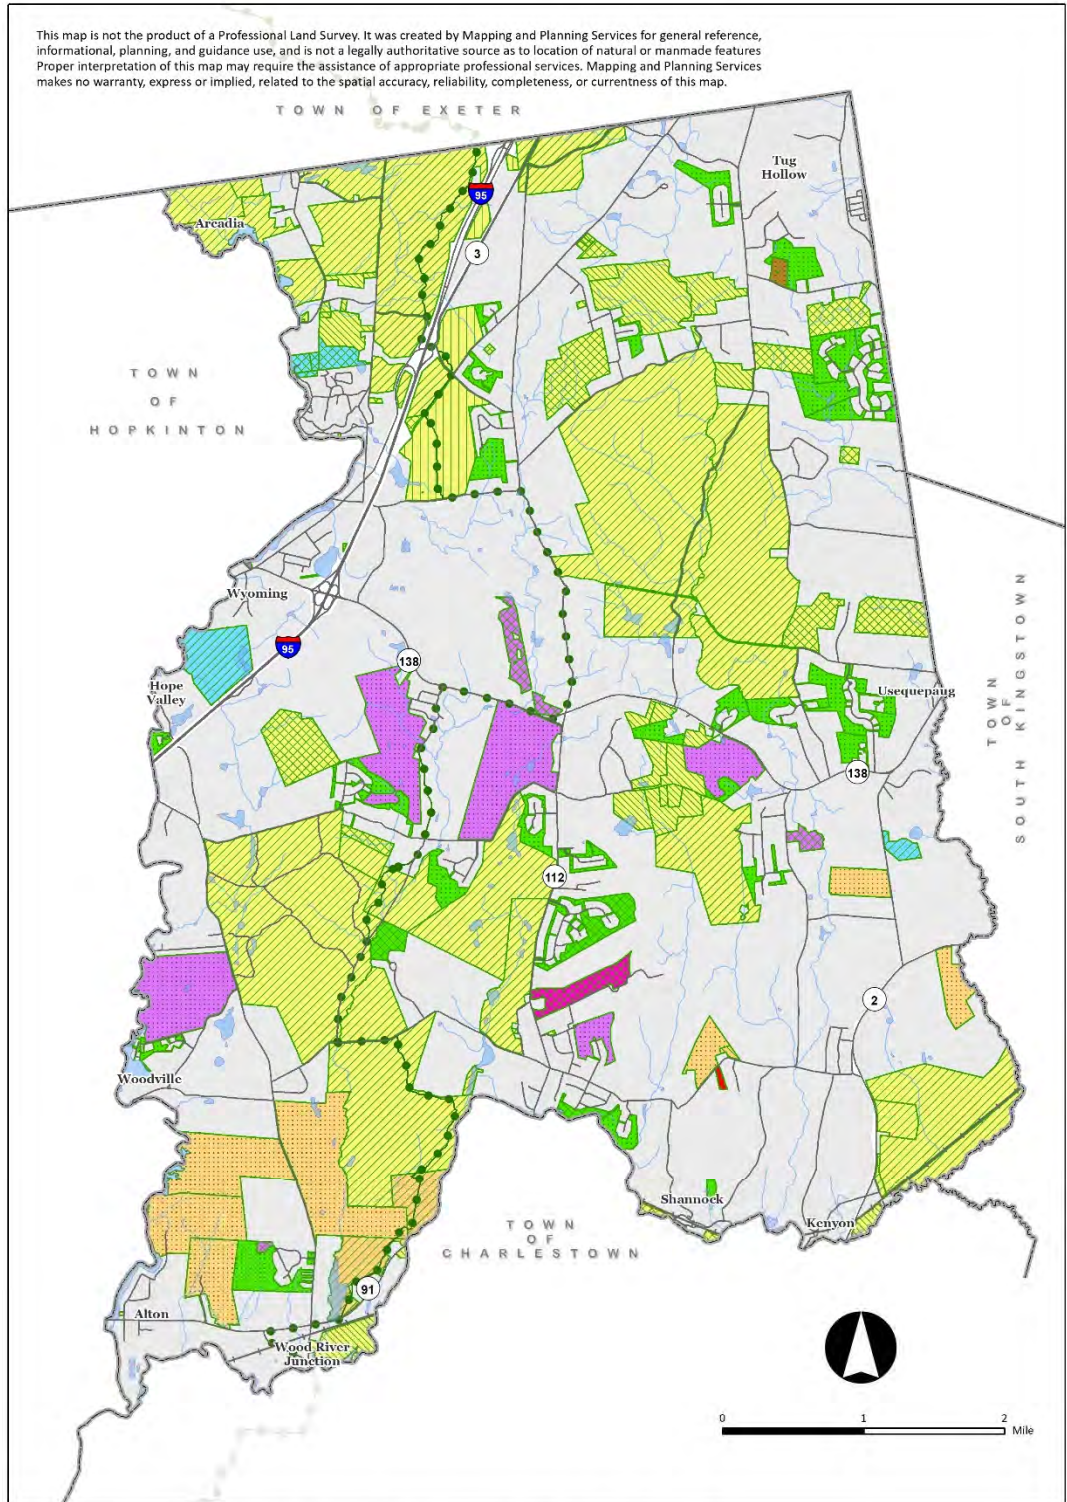 This map is not the product of a Professional Land Survey. It was created by Mapping and Planning Services for general reference,
informational, planning, and guidance use, and is not a legally authoritative source as to location of natural or manmade features
Proper interpretation of this map may require the assistance of appropriate professional services. Mapping and Planning Services
makes no warranty, express or implied, related to the spatial accuracy, reliability, completeness, or currentness of this map.
TOWN OF EXETER
Tug
Hollow
95
Arcadia
3
TOWN
OF
HOPKINTON
Wyoming
95
138
Hope
Valley
Usequepaug
TOWN
OF
SOUTH KINGSTOWN
138
112
2
Woodville
Shannock
Kenyon
TOWN
OF
CHARLESTOWN
91
Alton
Wood River
Junction
0 1 2
Mile